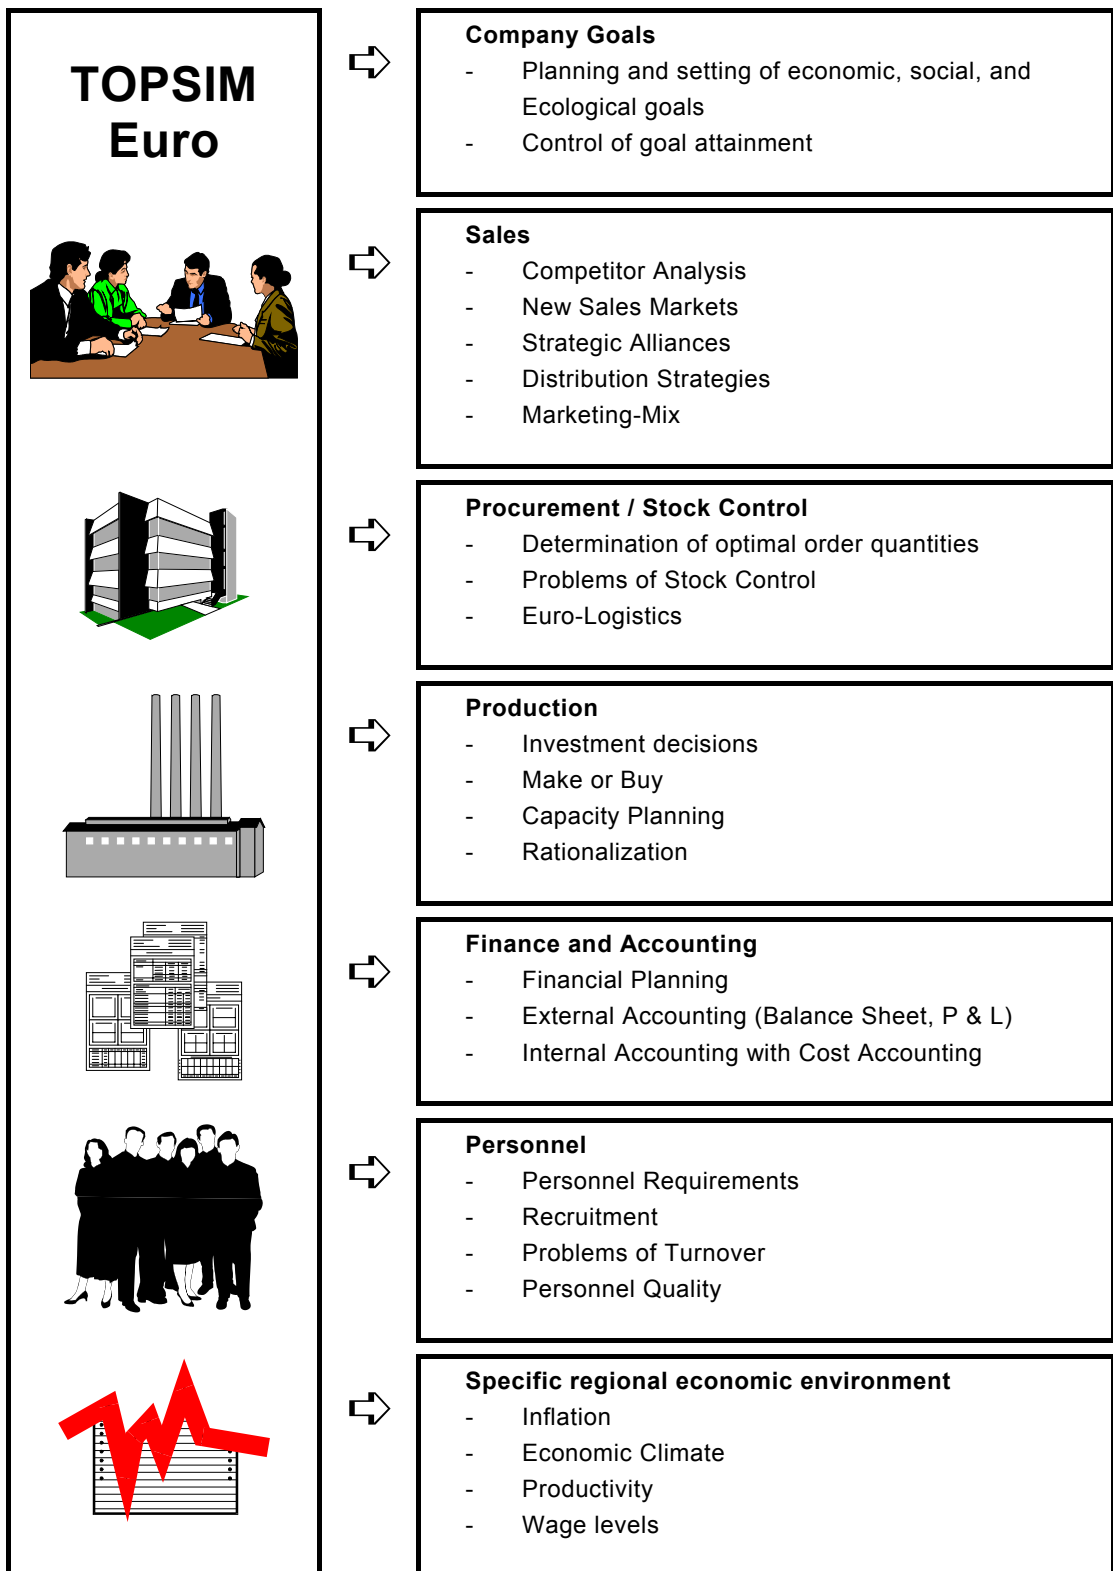 TOPSIM
Euro
Company Goals
- Planning and setting of economic, social, and
Ecological goals
- Control of goal attainment
Sales
- Competitor Analysis
- New Sales Markets
- Strategic Alliances
- Distribution Strategies
- Marketing-Mix
Procurement / Stock Control
- Determination of optimal order quantities
- Problems of Stock Control
- Euro-Logistics
Production
- Investment decisions
- Make or Buy
- Capacity Planning
- Rationalization
Finance and Accounting
- Financial Planning
- External Accounting (Balance Sheet, P & L)
- Internal Accounting with Cost Accounting
Personnel
- Personnel Requirements
- Recruitment
- Problems of Turnover
- Personnel Quality
Specific regional economic environment
- Inflation
- Economic Climate
- Productivity
- Wage levels